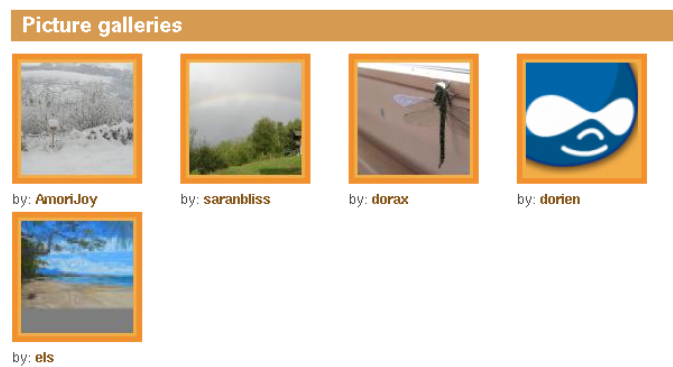 Picture galleries
by: AmoriJoy
by: saranbliss
by: dorax
by: dorien
by: els